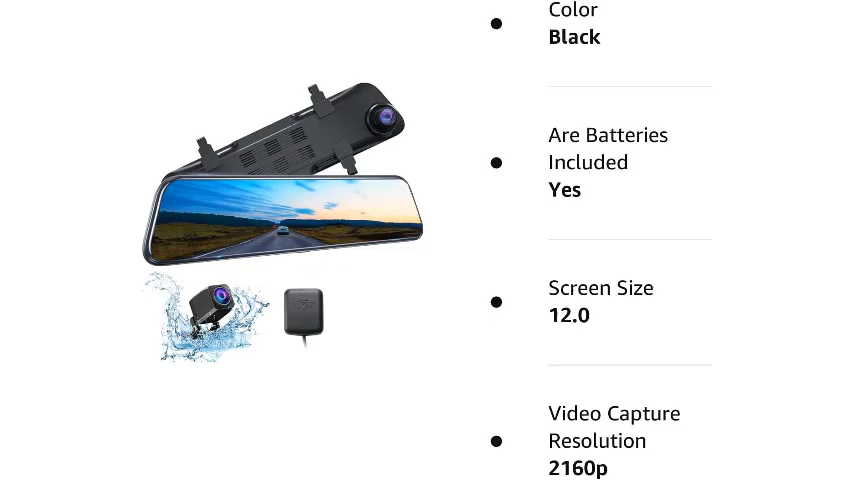 Color
Black
Are Batteries
Included
Yes
Screen Size
12.0
Video Capture
Resolution
2160p